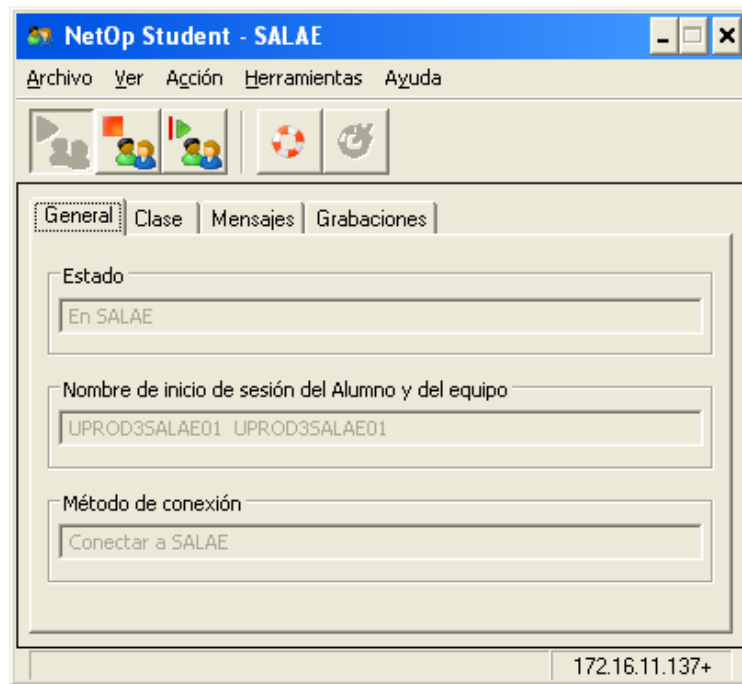 NetOp Student - SALAE
Archivo Ver Acción Herramientas Ayuda
General Clase Mensajes Grabaciones
Estado
En SALAE
Nombre de inicio de sesión del Alumno y del equipo
UPROD3SALAE01 UPROD3SALAE01
Método de conexión
Conectar a SALAE
172.16.11.137+